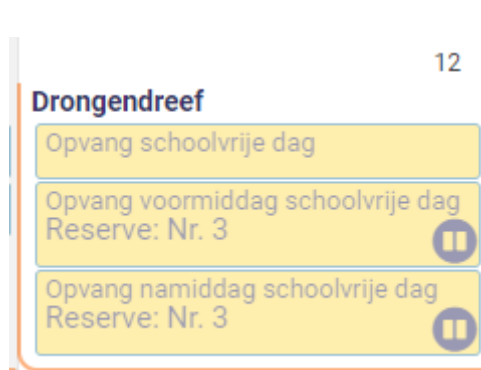 12
Drongendreef
Opvang schoolvrije dag
Opvang voormiddag schoolvrije dag
Reserve: Nr. 3
Opvang namiddag schoolvrije dag
Reserve: Nr. 3